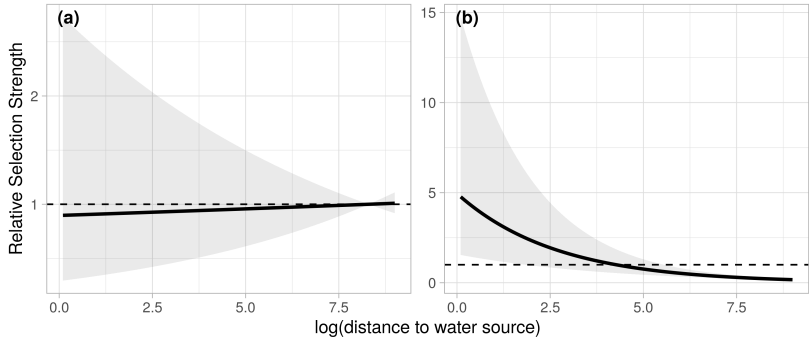 (a)
(b)
Relative Selection Strength
2
1
15
10
5
0
0.0 2.5 5.0 7.5
0.0 2.5 5.0 7.5
log(distance to water source)